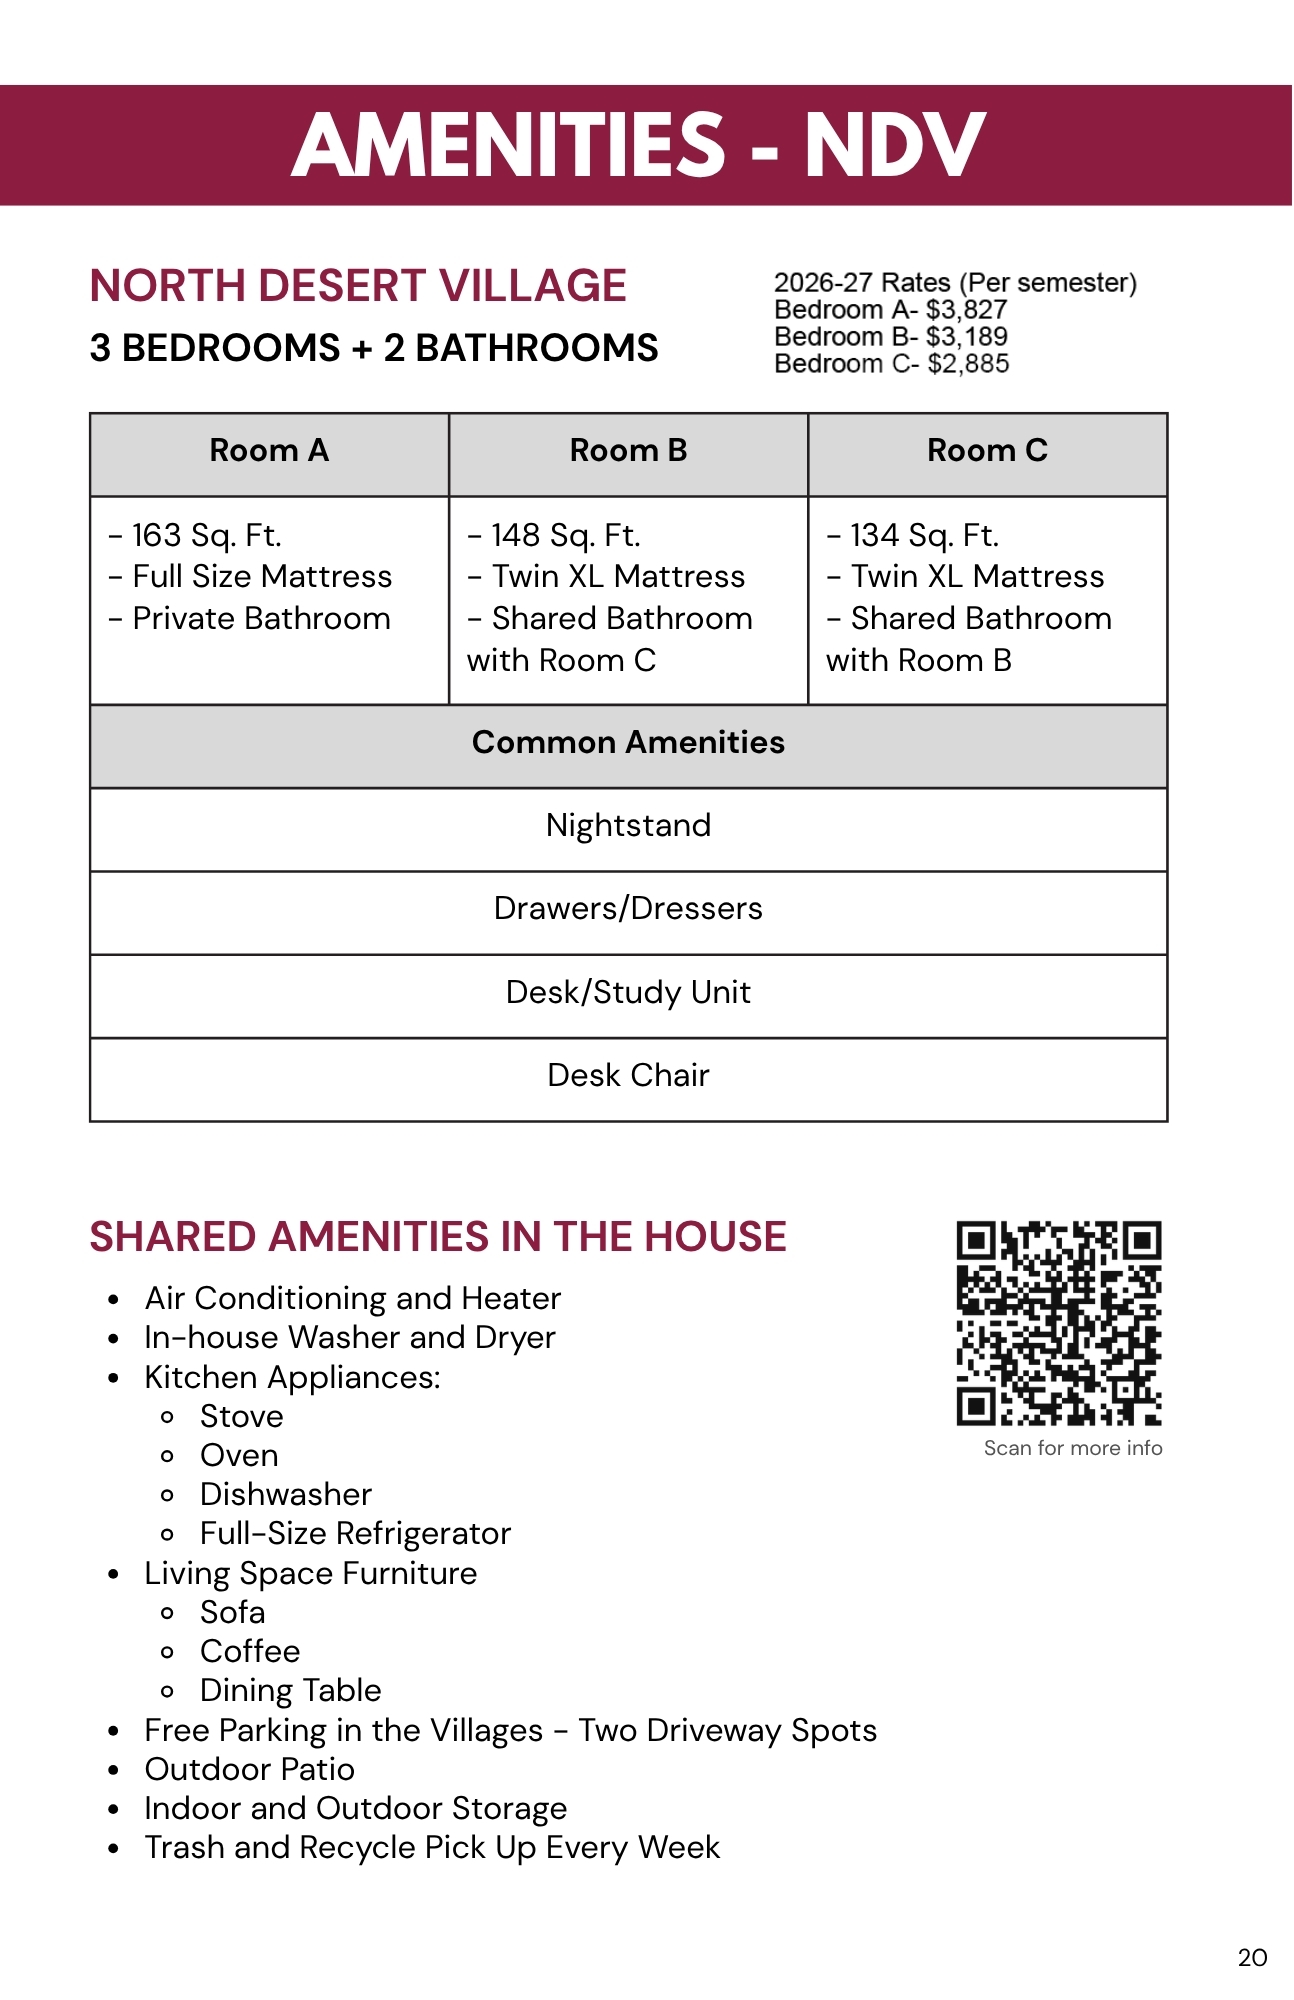 AMENITIES - NDV
NORTH DESERT VILLAGE
3 BEDROOMS + 2 BATHROOMS
2026-27 Rates (Per semester)
Bedroom A- $3,827
Bedroom B- $3,189
Bedroom C- $2,885
Room A
Room B
Room C
- 163 Sq. Ft.
- Full Size Mattress
- Private Bathroom
- 148 Sq. Ft.
- Twin XL Mattress
- Shared Bathroom
with Room C
- 134 Sq. Ft.
- Twin XL Mattress
- Shared Bathroom
with Room B
Common Amenities
Nightstand
Drawers/Dressers
Desk/Study Unit
Desk Chair
SHARED AMENITIES IN THE HOUSE
• Air Conditioning and Heater
• In-house Washer and Dryer
• Kitchen Appliances:
◦ Stove
◦ Oven
◦ Dishwasher
◦ Full-Size Refrigerator
• Living Space Furniture
◦ Sofa
◦ Coffee
◦ Dining Table
• Free Parking in the Villages - Two Driveway Spots
• Outdoor Patio
• Indoor and Outdoor Storage
• Trash and Recycle Pick Up Every Week
Scan for more info
20